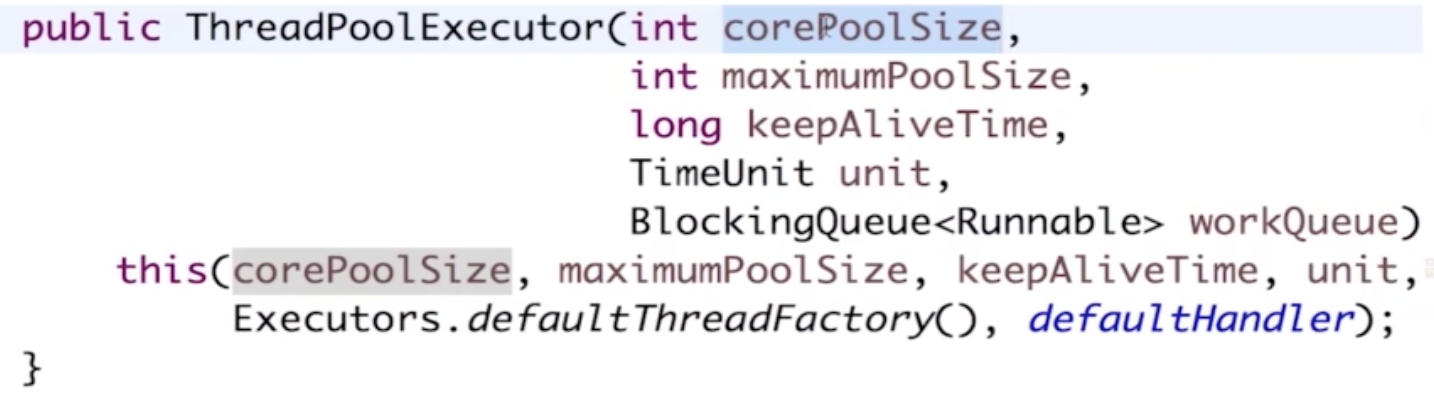 public ThreadPoolExecutor(int corePoolSize,
int maximumPoolSize,
long keepAliveTime,
TimeUnit unit,
BlockingQueue<Runnable> workQueue)
this(corePoolSize, maximumPoolSize, keepAliveTime, unit,
Executors.defaultThreadFactory(), defaultHandler);
}